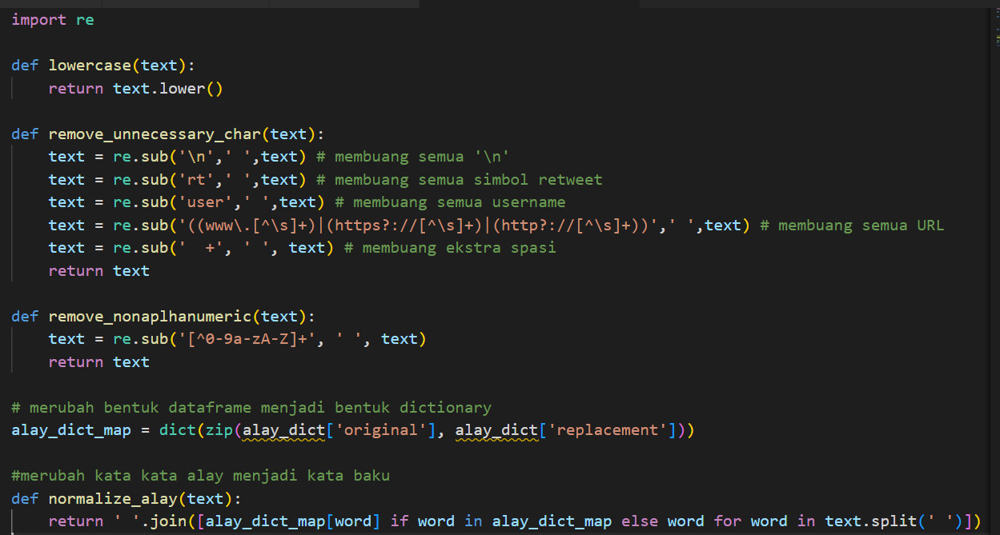 import re
def lowercase(text):
    return text.lower()
def remove_unnecessary_char(text):
    text = re.sub('\n',' ',text) # membuang semua '\n'
    text = re.sub('rt',' ',text) # membuang semua simbol retweet
    text = re.sub('user',' ',text) # membuang semua username
    text = re.sub('((www\.[^\s]+)|(https?://[^\s]+)|(http?://[^\s]+))',' ',text) # membuang semua URL
    text = re.sub('  +', ' ', text) # membuang ekstra spasi
    return text
def remove_nonaplhanumeric(text):
    text = re.sub('[^0-9a-zA-Z]+', ' ', text)
    return text
# merubah bentuk dataframe menjadi bentuk dictionary
alay_dict_map = dict(zip(alay_dict['original'], alay_dict['replacement']))
#merubah kata kata alay menjadi kata baku
def normalize_alay(text):
    return ' '.join([alay_dict_map[word] if word in alay_dict_map else word for word in text.split(' ')])